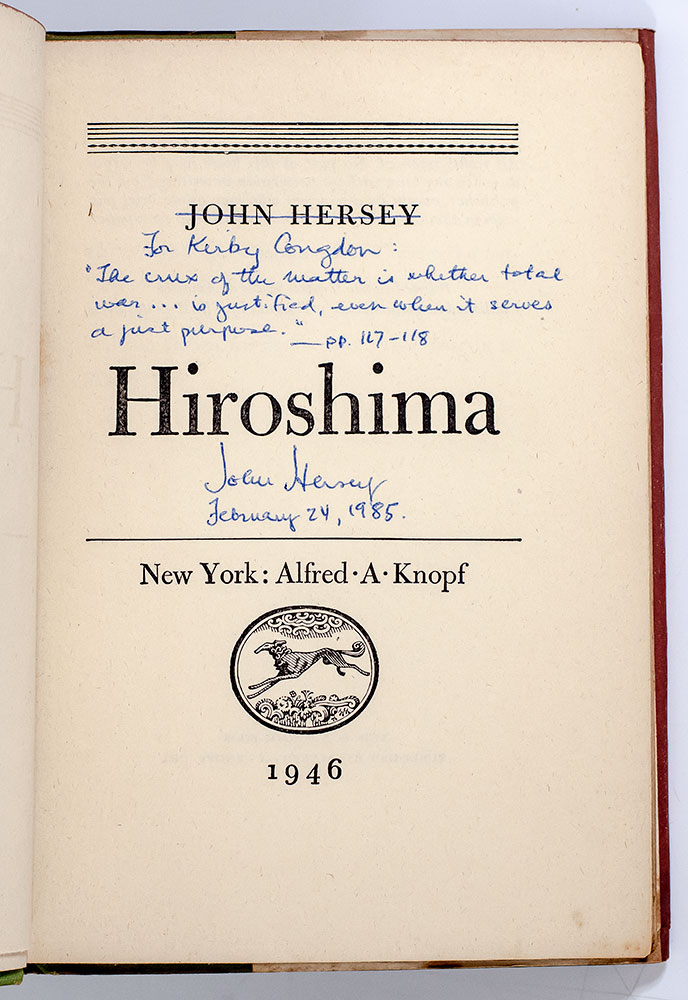 JOHN HERSEY
For Kirby Congdon:
"The crux of the matter is whether total
war... is justified, even when it serves
a just purpose."—pp. 117-118
Hiroshima
John Hersey
February 24, 1985.
New York: Alfred·A·Knopf
1946